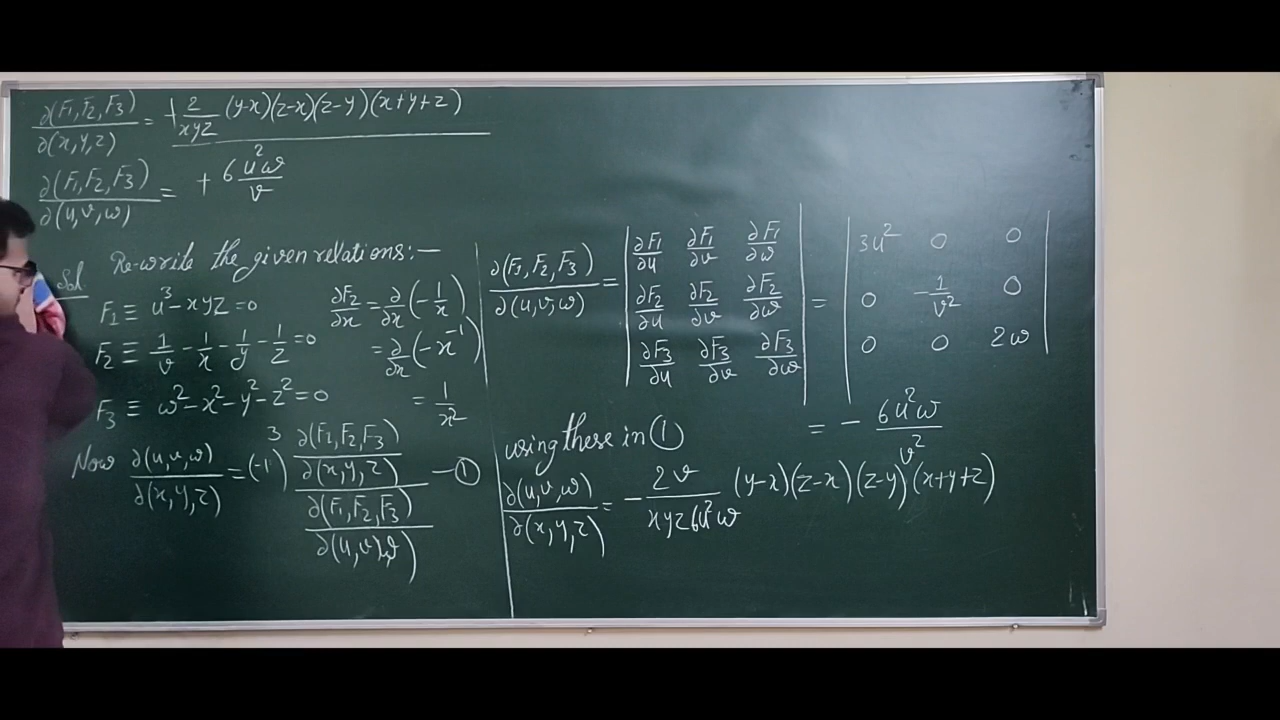 ∂(F₁,F₂,F₃)/∂(x,y,z) = +2/xyz (y-x)(z-x)(z-y)(x+y+z)
∂(F₁,F₂,F₃)/∂(u,v,w) = + 6u²w/v
Sol. Re-write the given relations:-
F₁ ≡ u³-xyz=0
F₂ ≡ 1/v - 1/x - 1/y - 1/z =0
F₃ ≡ w²-x²-y²-z²=0
∂F₂/∂x = ∂/∂x (-1/x)
= ∂/∂x (-x⁻¹)
= 1/x²
Now ∂(u,v,w)/∂(x,y,z) = (-1)³ [∂(F₁,F₂,F₃)/∂(x,y,z)] / [∂(F₁,F₂,F₃)/∂(u,v,w)] — ①
∂(F₁,F₂,F₃)/∂(u,v,w) = | ∂F₁/∂u ∂F₁/∂v ∂F₁/∂w | = | 3u² 0 0 |
| ∂F₂/∂u ∂F₂/∂v ∂F₂/∂w | | 0 -1/v² 0 |
| ∂F₃/∂u ∂F₃/∂v ∂F₃/∂w | | 0 0 2w |
= - 6u²w/v²
using these in ①
∂(u,v,w)/∂(x,y,z) = - 2v/xyz6u²w (y-x)(z-x)(z-y)(x+y+z)